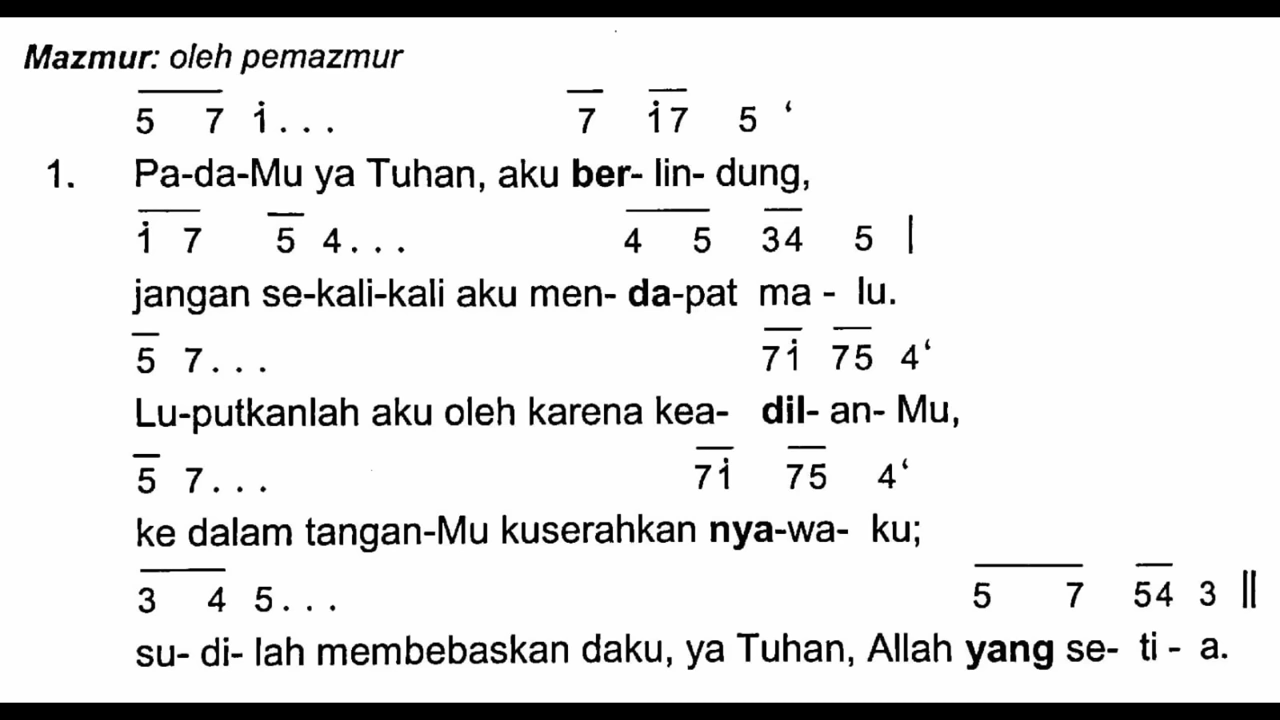 Mazmur: oleh pemazmur
5 7 i̇ . . . 7 i̇7 5 ‘
1. Pa-da-Mu ya Tuhan, aku ber- lin- dung,
i̇ 7 5 4 . . . 4 5 34 5 |
jangan se-kali-kali aku men- da-pat ma - lu.
5 7 . . . 7i̇ 75 4 ‘
Lu-putkanlah aku oleh karena kea- dil- an- Mu,
5 7 . . . 7i̇ 75 4 ‘
ke dalam tangan-Mu kuserahkan nya-wa- ku;
3 4 5 . . . 5 7 54 3 ||
su- di- lah membebaskan daku, ya Tuhan, Allah yang se- ti - a.